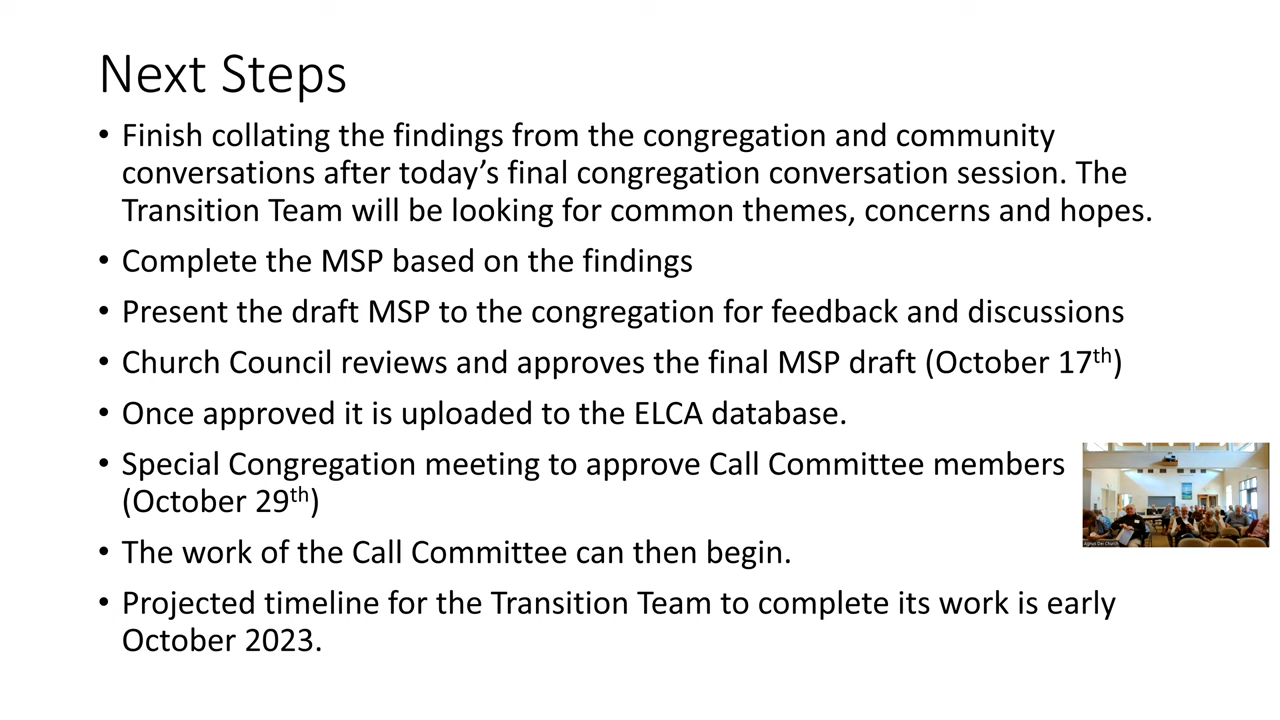 Next Steps
• Finish collating the findings from the congregation and community
conversations after today’s final congregation conversation session. The
Transition Team will be looking for common themes, concerns and hopes.
• Complete the MSP based on the findings
• Present the draft MSP to the congregation for feedback and discussions
• Church Council reviews and approves the final MSP draft (October 17th)
• Once approved it is uploaded to the ELCA database.
• Special Congregation meeting to approve Call Committee members
(October 29th)
• The work of the Call Committee can then begin.
• Projected timeline for the Transition Team to complete its work is early
October 2023.
Agnus Dei Church